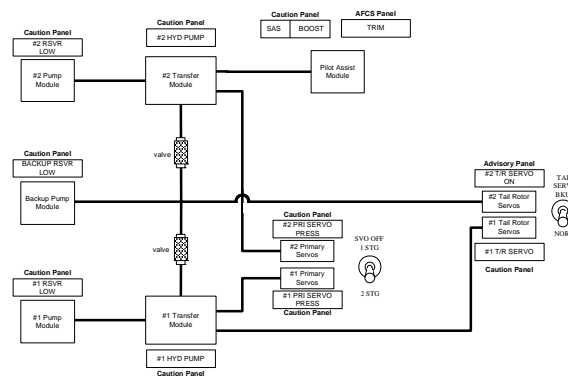 Caution Panel
SAS
BOOST
AFCS Panel
TRIM
Caution Panel
#2 RSVR
LOW
#2 Pump
Module
Caution Panel
#2 HYD PUMP
#2 Transfer
Module
Pilot Assist
Module
valve
Caution Panel
BACKUP RSVR
LOW
Backup Pump
Module
valve
Advisory Panel
#2 T/R SERVO
ON
#2 Tail Rotor
Servos
#1 Tail Rotor
Servos
#1 T/R SERVO
Caution Panel
Caution Panel
#2 PRI SERVO
PRESS
#2 Primary
Servos
#1 Primary
Servos
#1 PRI SERVO
PRESS
Caution Panel
SVO OFF
1 STG
2 STG
Caution Panel
#1 RSVR
LOW
#1 Pump
Module
#1 Transfer
Module
#1 HYD PUMP
Caution Panel